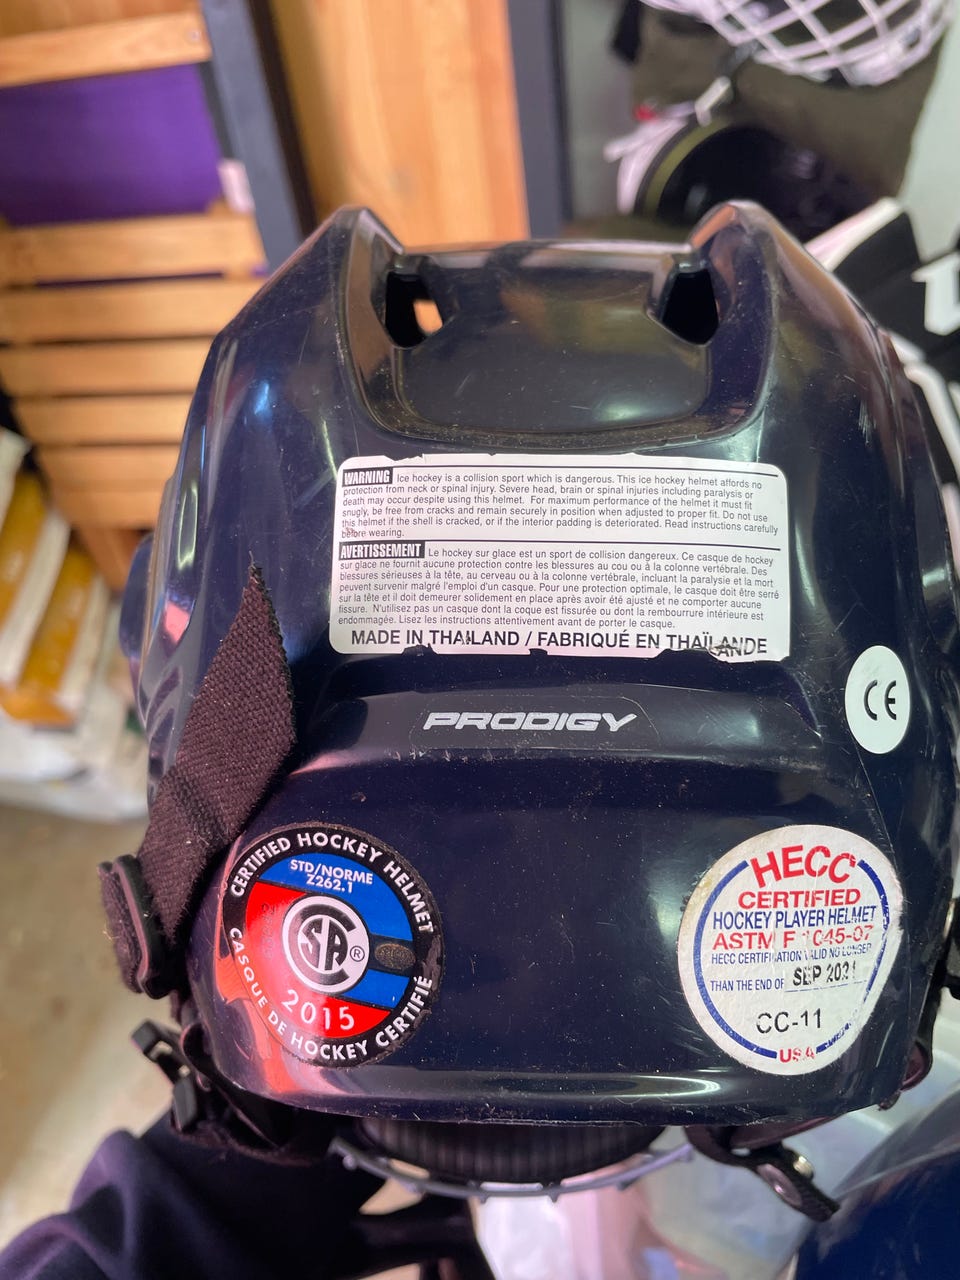 WARNING Ice hockey is a collision sport which is dangerous. This ice hockey helmet affords no
protection from neck or spinal injury. Severe head, brain or spinal injuries including paralysis or
death may occur despite using this helmet. For maximum performance of the helmet it must fit
snugly, be free from cracks and remain securely in position when adjusted to proper fit. Do not use
this helmet if the shell is cracked, or if the interior padding is deteriorated. Read instructions carefully
before wearing.
AVERTISSEMENT Le hockey sur glace est un sport de collision dangereux. Ce casque de hockey
sur glace ne fournit aucune protection contre les blessures au cou ou à la colonne vertébrale. Des
blessures sérieuses à la tête, au cerveau ou à la colonne vertébrale, incluant la paralysie et la mort
peuvent survenir malgré l'emploi d'un casque. Pour une protection optimale, le casque doit être serré
sur la tête et il doit demeurer solidement en place après avoir été ajusté et ne comporter aucune
fissure. N'utilisez pas un casque dont la coque est fissurée ou dont la rembourrure intérieure est
endommagée. Lisez les instructions attentivement avant de porter le casque.
MADE IN THAILAND / FABRIQUÉ EN THAÏLANDE
CE
PRODIGY
CERTIFIED HOCKEY HELMET
STD/NORME
Z262.1
CSA ®
2015
CASQUE DE HOCKEY CERTIFIÉ
HECC
CERTIFIED
HOCKEY PLAYER HELMET
ASTM F 1045-07
HECC CERTIFICATION VALID NO LONGER
THAN THE END OF SEP 2021
CC-11
USA